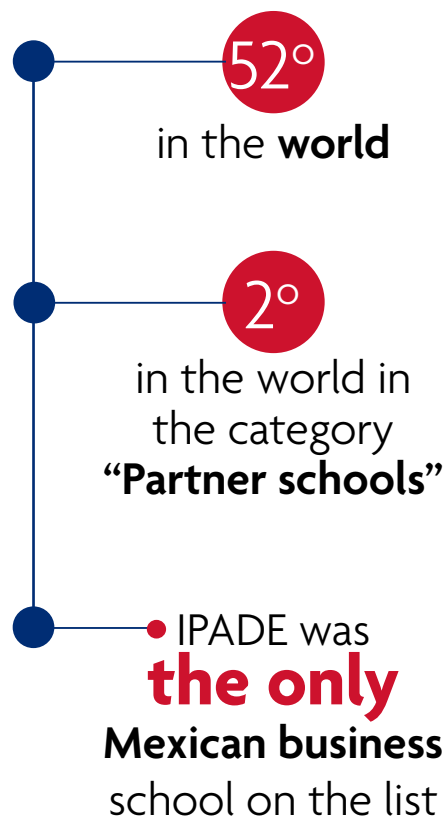 52°
in the world
2°
in the world in
the category
“Partner schools”
IPADE was
the only
Mexican business
school on the list